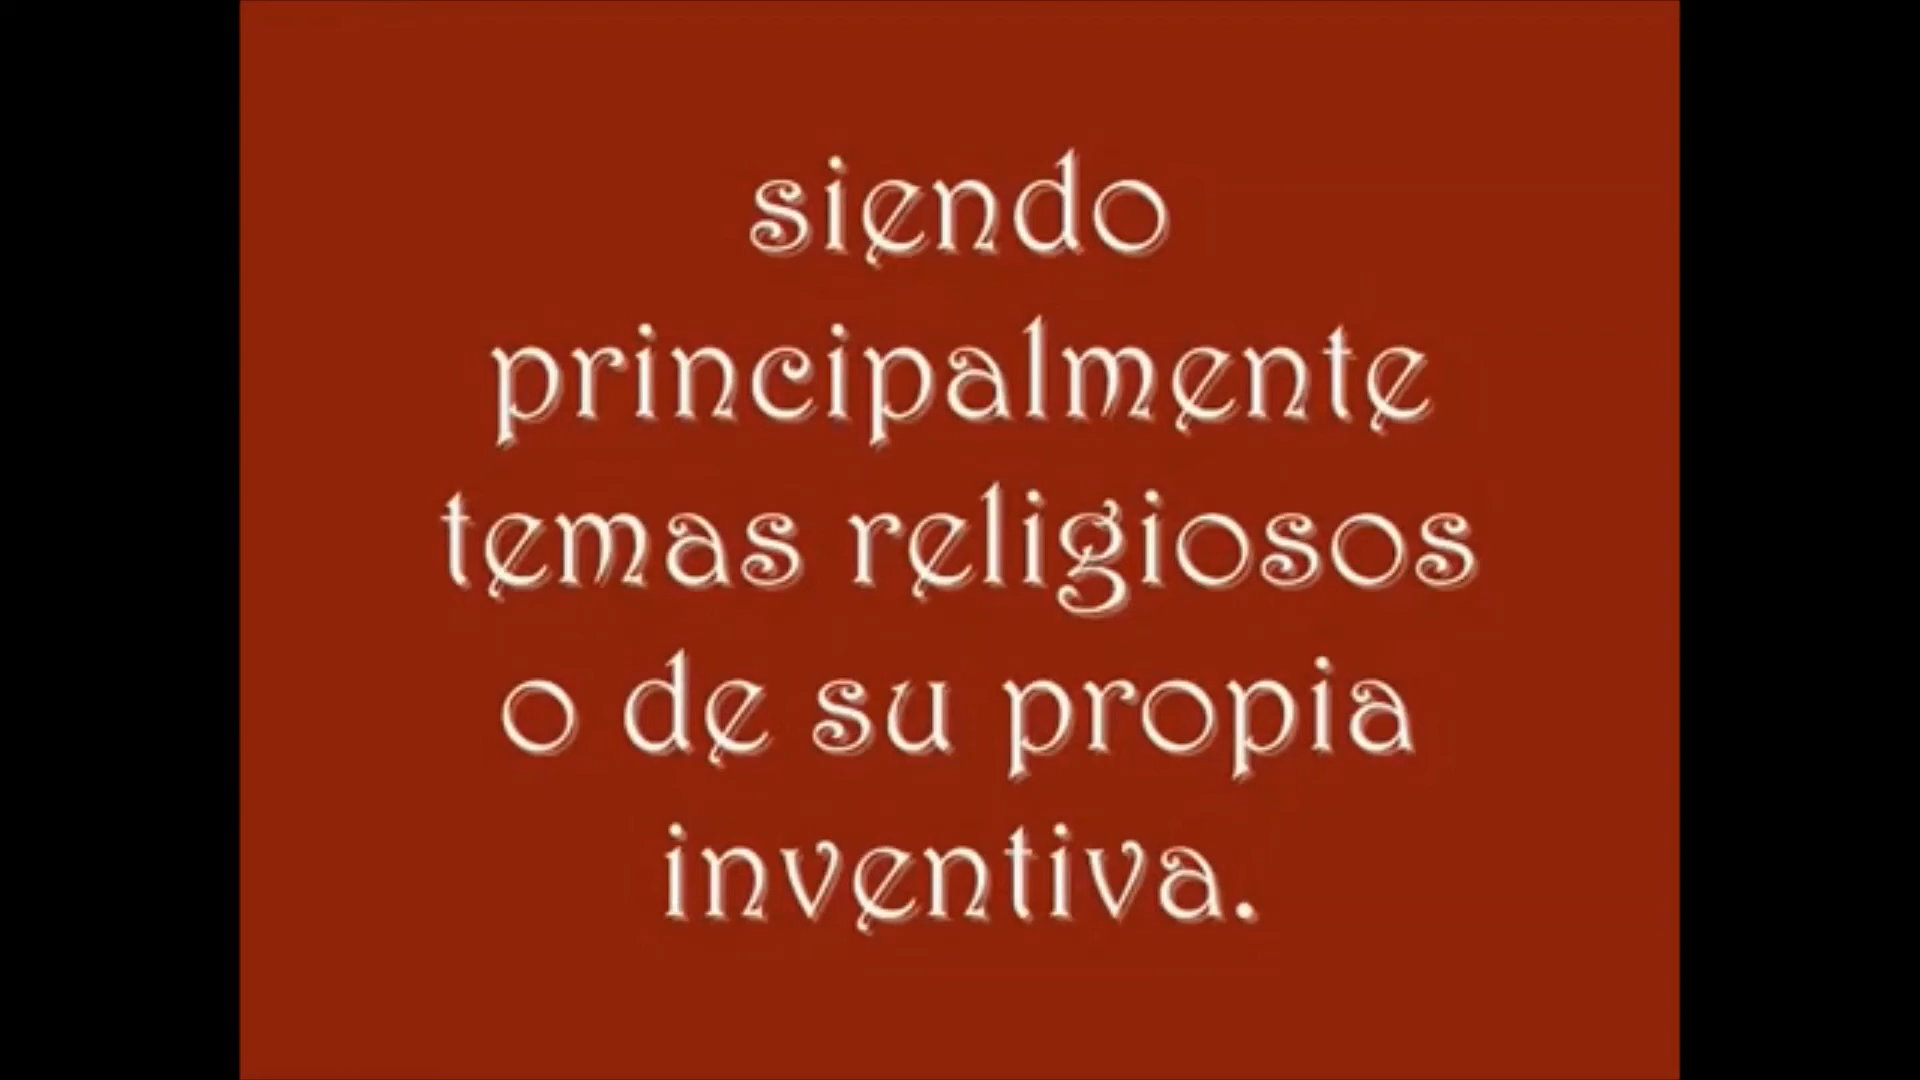 siendo
principalmente
temas religiosos
o de su propia
inventiva.